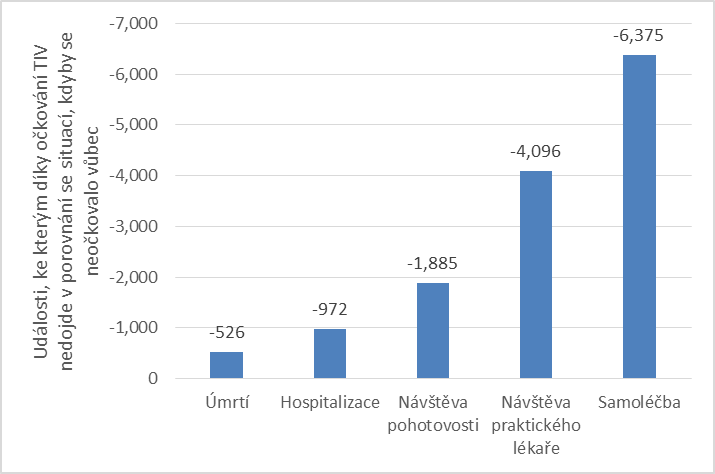 Události, ke kterým díky očkování TIV
nedojde v porovnání se situací, kdyby se
neočkovalo vůbec
-7,000
-6,000
-5,000
-4,000
-3,000
-2,000
-1,000
0
-526
-972
-1,885
-4,096
-6,375
Úmrtí
Hospitalizace
Návštěva
pohotovosti
Návštěva
praktického
lékaře
Samoléčba